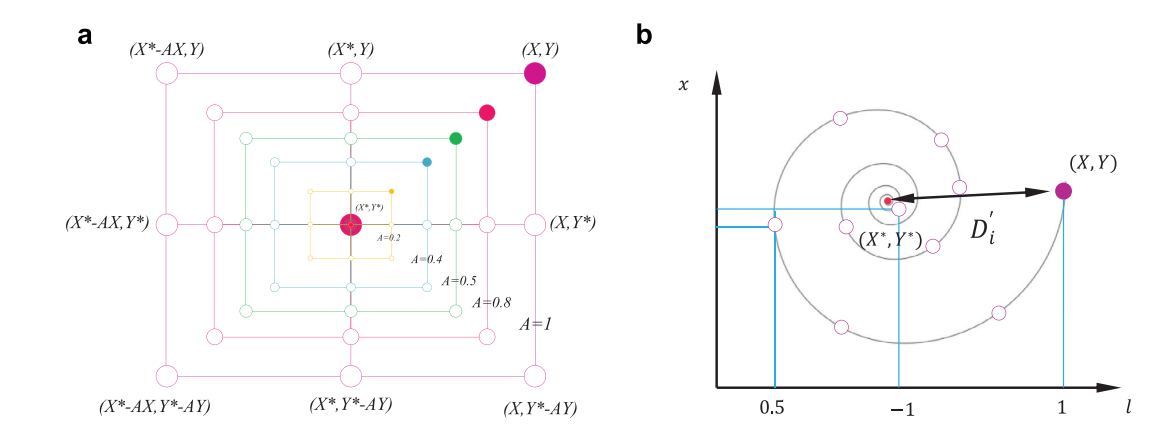 a
(X*-AX,Y)
(X*,Y)
(X,Y)
(X*-AX,Y*)
(X*,Y*)
(X,Y*)
A=0.2
A=0.4
A=0.5
A=0.8
A=1
(X*-AX,Y*-AY)
(X*,Y*-AY)
(X,Y*-AY)
b
x
(X,Y)
(X*,Y*)
D_i'
0.5
−1
1
l